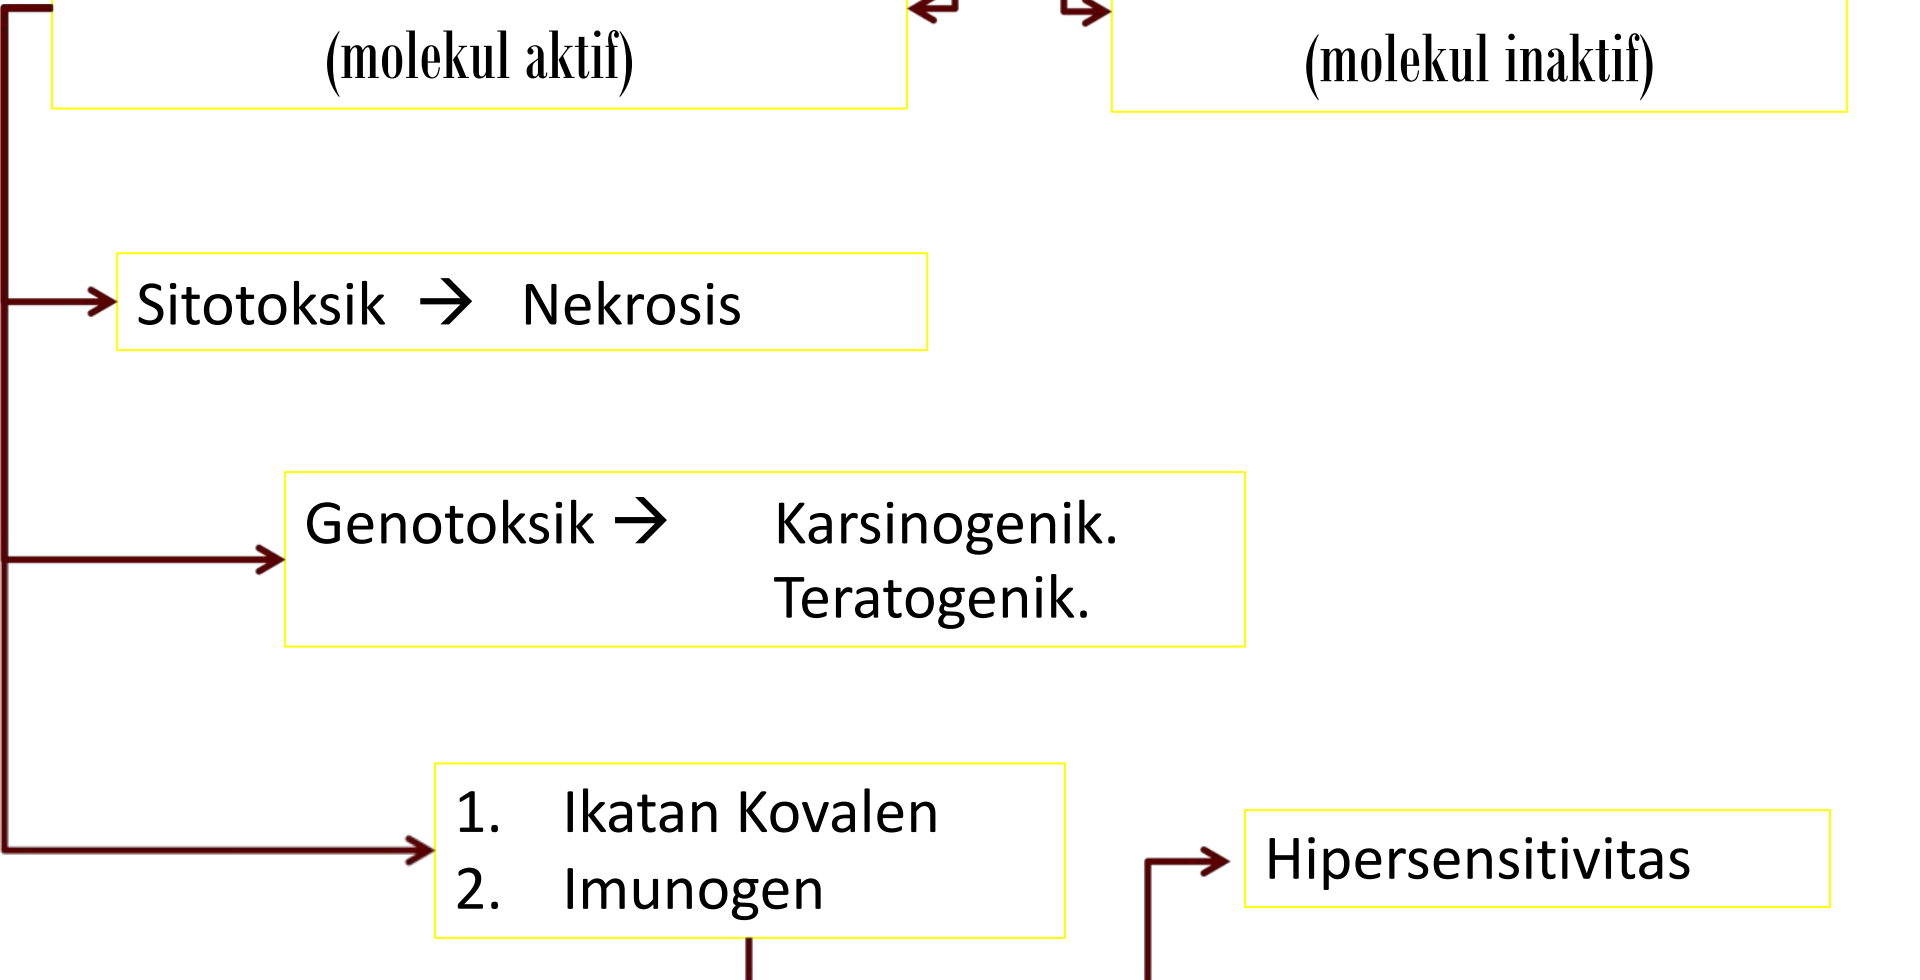 (molekul aktif)
(molekul inaktif)
Sitotoksik → Nekrosis
Genotoksik → Karsinogenik.
Teratogenik.
1. Ikatan Kovalen
2. Imunogen
Hipersensitivitas